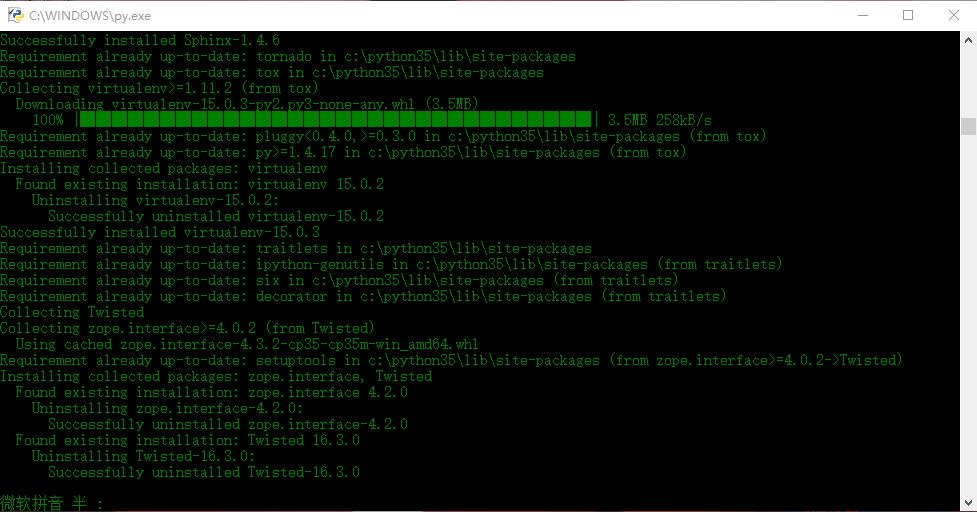 C:\WINDOWS\py.exe
Successfully installed Sphinx-1.4.6
Requirement already up-to-date: tornado in c:\python35\lib\site-packages
Requirement already up-to-date: tox in c:\python35\lib\site-packages
Collecting virtualenv>=1.11.2 (from tox)
  Downloading virtualenv-15.0.3-py2.py3-none-any.whl (3.5MB)
    100% |████████████████████████████████| 3.5MB 258kB/s
Requirement already up-to-date: pluggy<0.4.0,>=0.3.0 in c:\python35\lib\site-packages (from tox)
Requirement already up-to-date: py>=1.4.17 in c:\python35\lib\site-packages (from tox)
Installing collected packages: virtualenv
  Found existing installation: virtualenv 15.0.2
    Uninstalling virtualenv-15.0.2:
      Successfully uninstalled virtualenv-15.0.2
Successfully installed virtualenv-15.0.3
Requirement already up-to-date: traitlets in c:\python35\lib\site-packages
Requirement already up-to-date: ipython-genutils in c:\python35\lib\site-packages (from traitlets)
Requirement already up-to-date: six in c:\python35\lib\site-packages (from traitlets)
Requirement already up-to-date: decorator in c:\python35\lib\site-packages (from traitlets)
Collecting Twisted
Collecting zope.interface>=4.0.2 (from Twisted)
  Using cached zope.interface-4.3.2-cp35-cp35m-win_amd64.whl
Requirement already up-to-date: setuptools in c:\python35\lib\site-packages (from zope.interface>=4.0.2->Twisted)
Installing collected packages: zope.interface, Twisted
  Found existing installation: zope.interface 4.2.0
    Uninstalling zope.interface-4.2.0:
      Successfully uninstalled zope.interface-4.2.0
  Found existing installation: Twisted 16.3.0
    Uninstalling Twisted-16.3.0:
      Successfully uninstalled Twisted-16.3.0
微软拼音 半 :